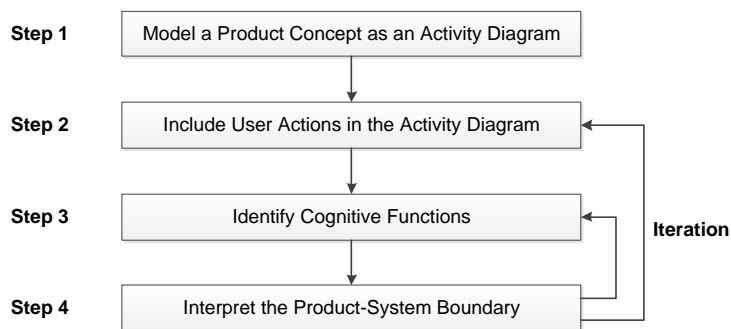 Step 1
Model a Product Concept as an Activity Diagram
Step 2
Include User Actions in the Activity Diagram
Step 3
Identify Cognitive Functions
Iteration
Step 4
Interpret the Product-System Boundary